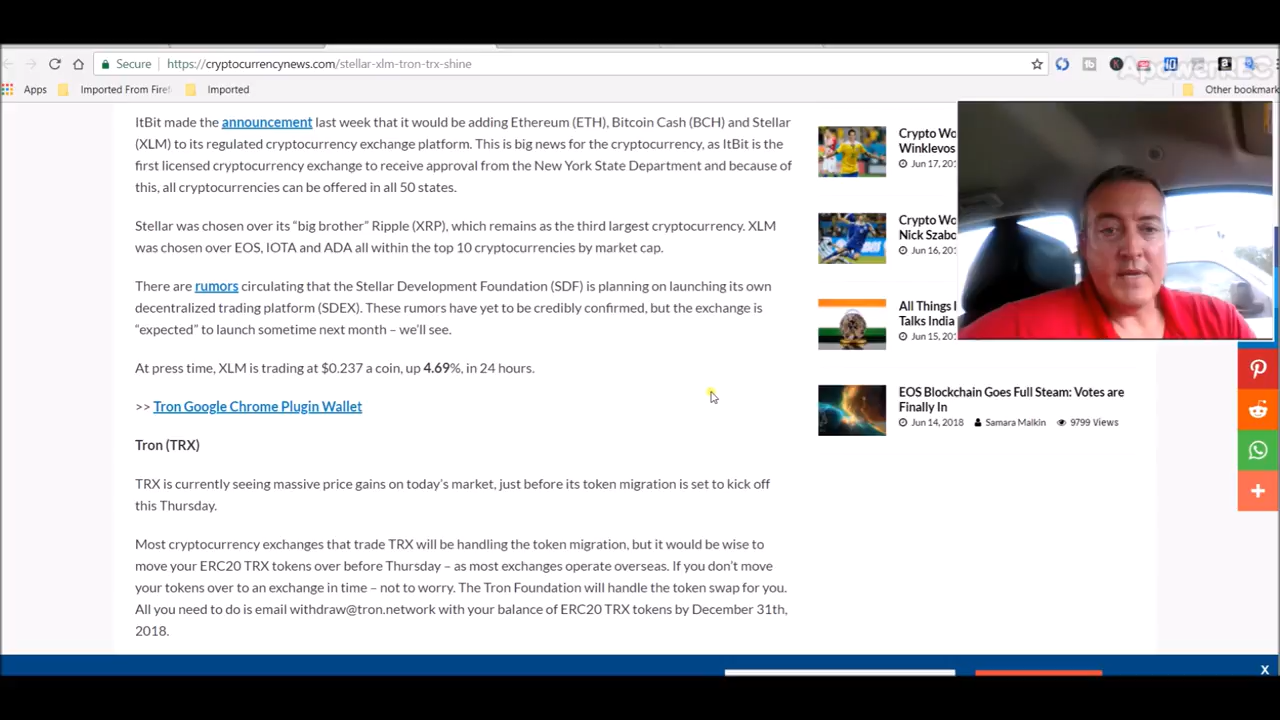 ApowerREC
Secure
https://cryptocurrencynews.com/stellar-xlm-tron-trx-shine
Apps
Imported From Firef
Imported
Other bookmark
ItBit made the announcement last week that it would be adding Ethereum (ETH), Bitcoin Cash (BCH) and Stellar
(XLM) to its regulated cryptocurrency exchange platform. This is big news for the cryptocurrency, as ItBit is the
first licensed cryptocurrency exchange to receive approval from the New York State Department and because of
this, all cryptocurrencies can be offered in all 50 states.
Stellar was chosen over its “big brother” Ripple (XRP), which remains as the third largest cryptocurrency. XLM
was chosen over EOS, IOTA and ADA all within the top 10 cryptocurrencies by market cap.
There are rumors circulating that the Stellar Development Foundation (SDF) is planning on launching its own
decentralized trading platform (SDEX). These rumors have yet to be credibly confirmed, but the exchange is
“expected” to launch sometime next month – we’ll see.
At press time, XLM is trading at $0.237 a coin, up 4.69%, in 24 hours.
>> Tron Google Chrome Plugin Wallet
Tron (TRX)
TRX is currently seeing massive price gains on today’s market, just before its token migration is set to kick off
this Thursday.
Most cryptocurrency exchanges that trade TRX will be handling the token migration, but it would be wise to
move your ERC20 TRX tokens over before Thursday – as most exchanges operate overseas. If you don’t move
your tokens over to an exchange in time – not to worry. The Tron Foundation will handle the token swap for you.
All you need to do is email withdraw@tron.network with your balance of ERC20 TRX tokens by December 31th,
2018.
Crypto Wo
Winklevos
Jun 17, 201
Crypto Wo
Nick Szabo
Jun 16, 201
All Things I
Talks India
Jun 15, 201
EOS Blockchain Goes Full Steam: Votes are
Finally In
Jun 14, 2018 Samara Malkin 9799 Views
X